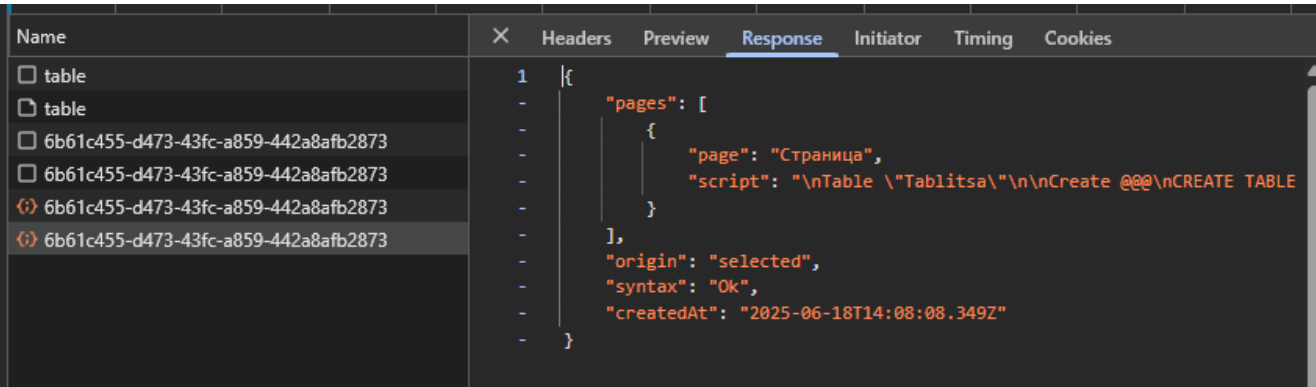 Name
Headers Preview Response Initiator Timing Cookies
table
table
6b61c455-d473-43fc-a859-442a8afb2873
6b61c455-d473-43fc-a859-442a8afb2873
6b61c455-d473-43fc-a859-442a8afb2873
6b61c455-d473-43fc-a859-442a8afb2873
1 {
- "pages": [
- {
- "page": "Страница",
- "script": "\nTable \"Tablitsa\"\n\nCreate @@@\nCREATE TABLE
- }
- ],
- "origin": "selected",
- "syntax": "Ok",
- "createdAt": "2025-06-18T14:08:08.349Z"
- }